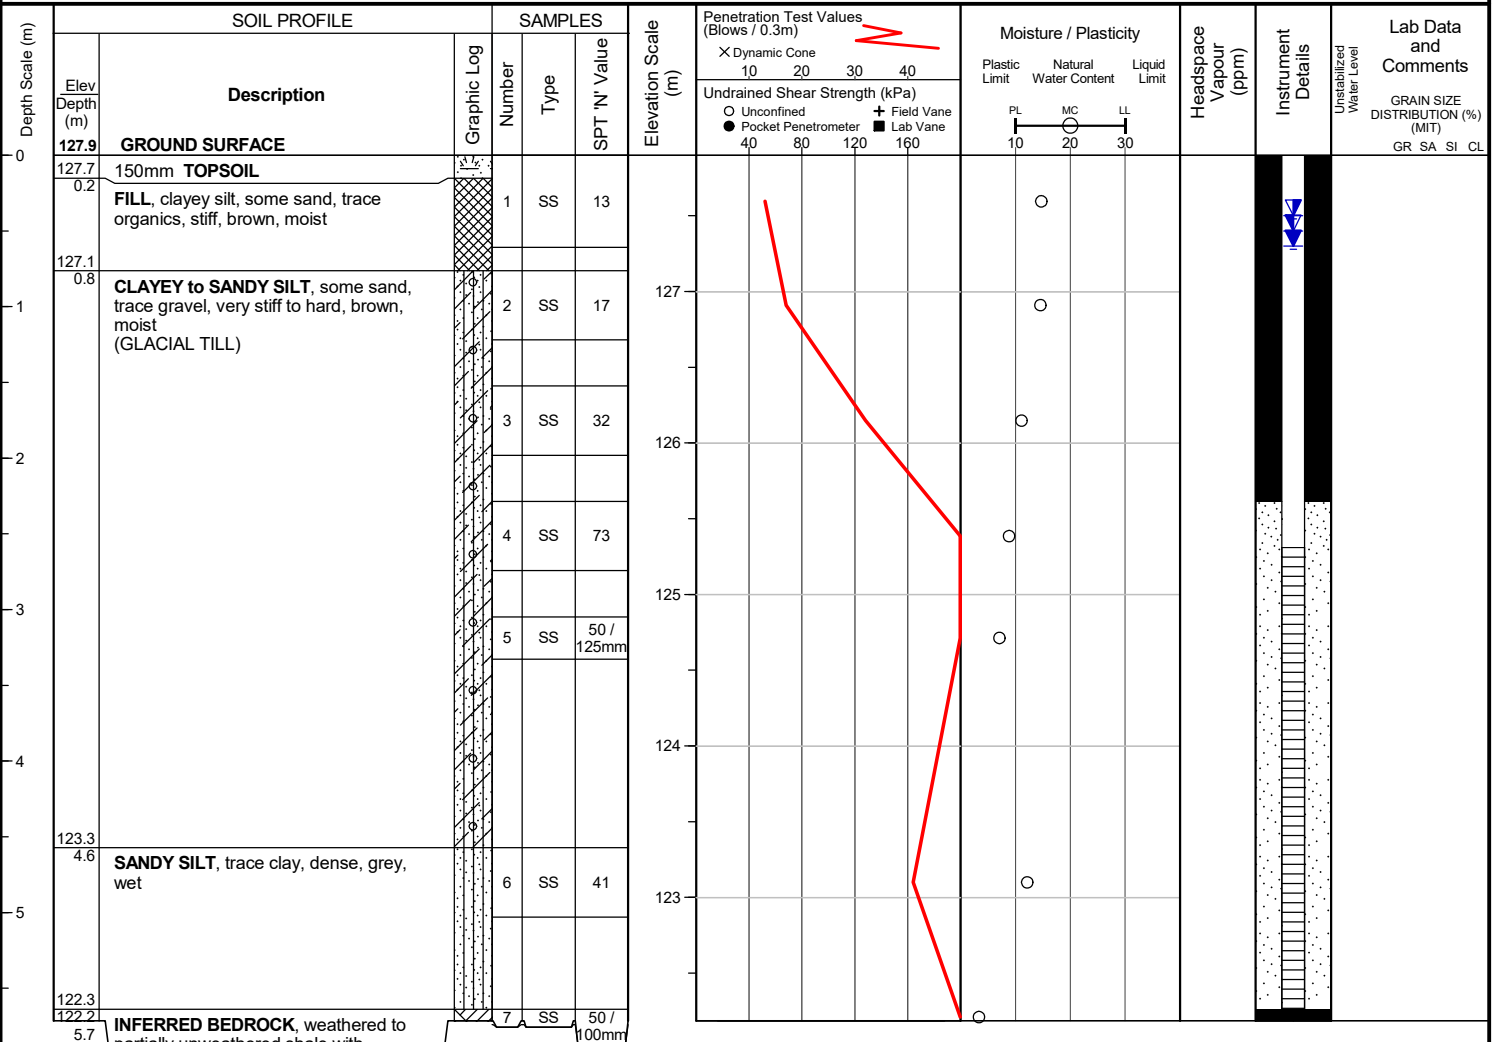 SOIL PROFILE
SAMPLES
Depth Scale (m)
Elev
Depth
(m)
Description
Graphic Log
Number
Type
SPT 'N' Value
Elevation Scale
(m)
Penetration Test Values
(Blows / 0.3m)
Dynamic Cone
10 20 30 40
Undrained Shear Strength (kPa)
Unconfined Field Vane
Pocket Penetrometer Lab Vane
40 80 120 160
Moisture / Plasticity
Plastic Natural Liquid
Limit Water Content Limit
PL MC LL
10 20 30
Headspace
Vapour
(ppm)
Instrument
Details
Unstabilized
Water Level
Lab Data
and
Comments
GRAIN SIZE
DISTRIBUTION (%)
(MIT)
GR SA SI CL
127.9 GROUND SURFACE
0
127.7 150mm TOPSOIL
0.2
FILL, clayey silt, some sand, trace
organics, stiff, brown, moist
1 SS 13
127.1
0.8
CLAYEY to SANDY SILT, some sand,
trace gravel, very stiff to hard, brown,
moist
(GLACIAL TILL)
127
1
2 SS 17
3 SS 32
126
2
4 SS 73
125
3
5 SS 50 /
125mm
124
4
123.3
4.6
SANDY SILT, trace clay, dense, grey,
wet
6 SS 41
123
5
122.3
122.2
5.7
7 SS 50 /
100mm
INFERRED BEDROCK, weathered to
partially unweathered shale with